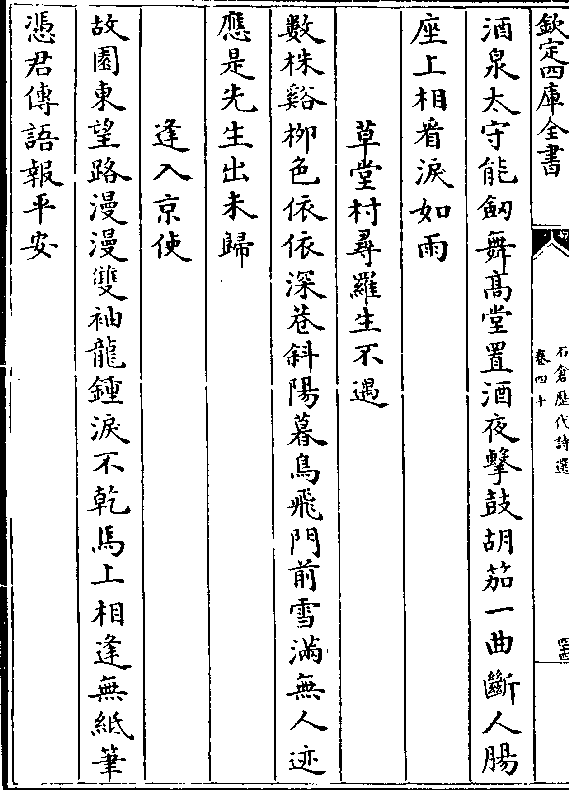 欽定四庫全書
石倉歷代詩選
卷四十
酒泉太守能劒舞髙堂置酒夜擊鼓胡茄一曲斷人腸
座上相看淚如雨
草堂村尋羅生不遇
數株谿栁色依依深巷斜陽暮鳥飛門前雪滿無人迹
應是先生出未歸
逢入京使
故園東望路漫漫雙袖龍鍾淚不乾馬上相逢無紙筆
憑君傳語報平安